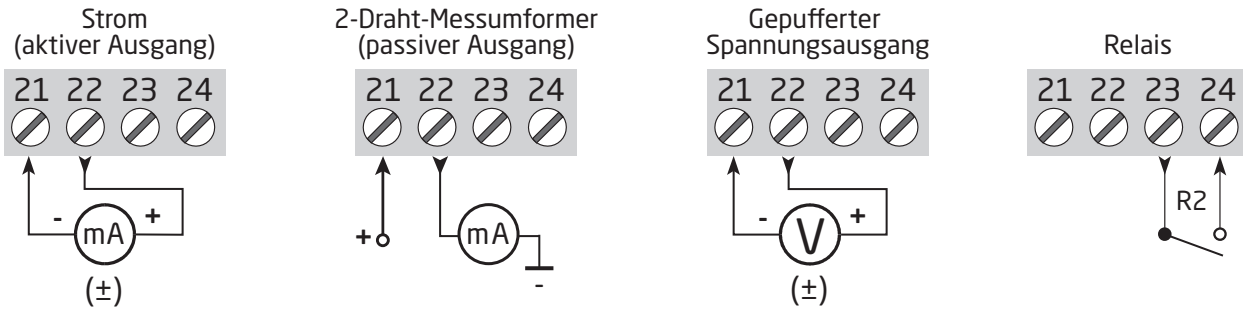 Strom
(aktiver Ausgang)
21 22 23 24
- mA +
(±)
2-Draht-Messumformer
(passiver Ausgang)
21 22 23 24
+ mA
-
Gepufferter
Spannungsausgang
21 22 23 24
- V +
(±)
Relais
21 22 23 24
R2